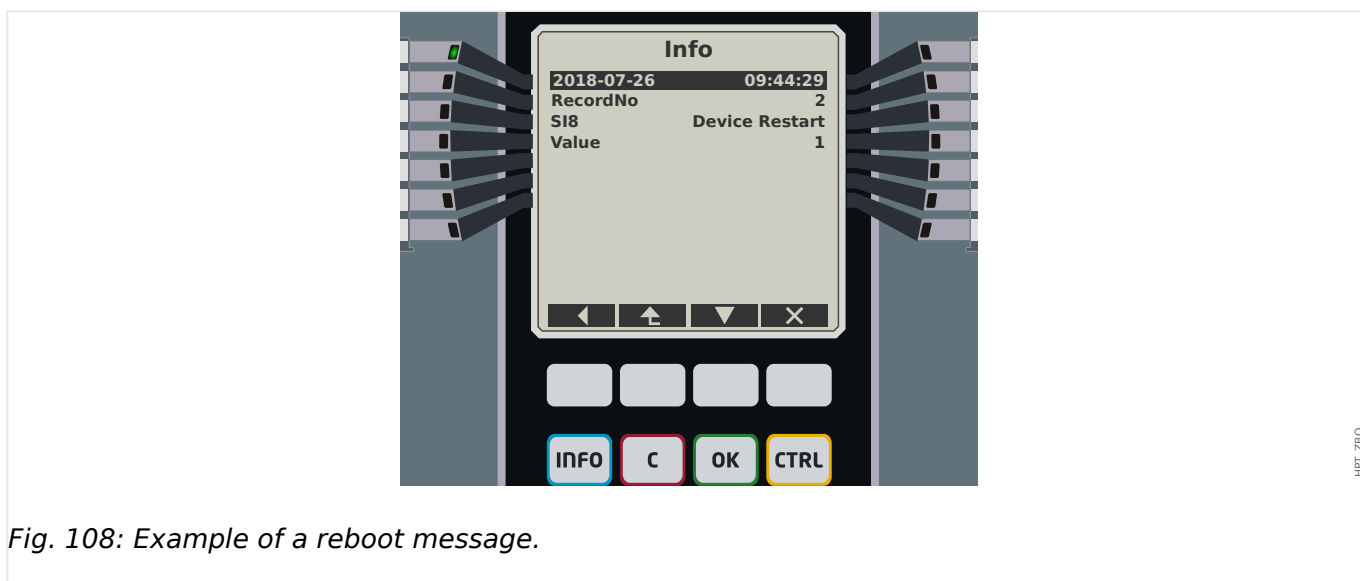 Info
2018-07-26 09:44:29
RecordNo 2
SI8 Device Restart
Value 1
INFO C OK CTRL
HPT_ZBO
Fig. 108: Example of a reboot message.